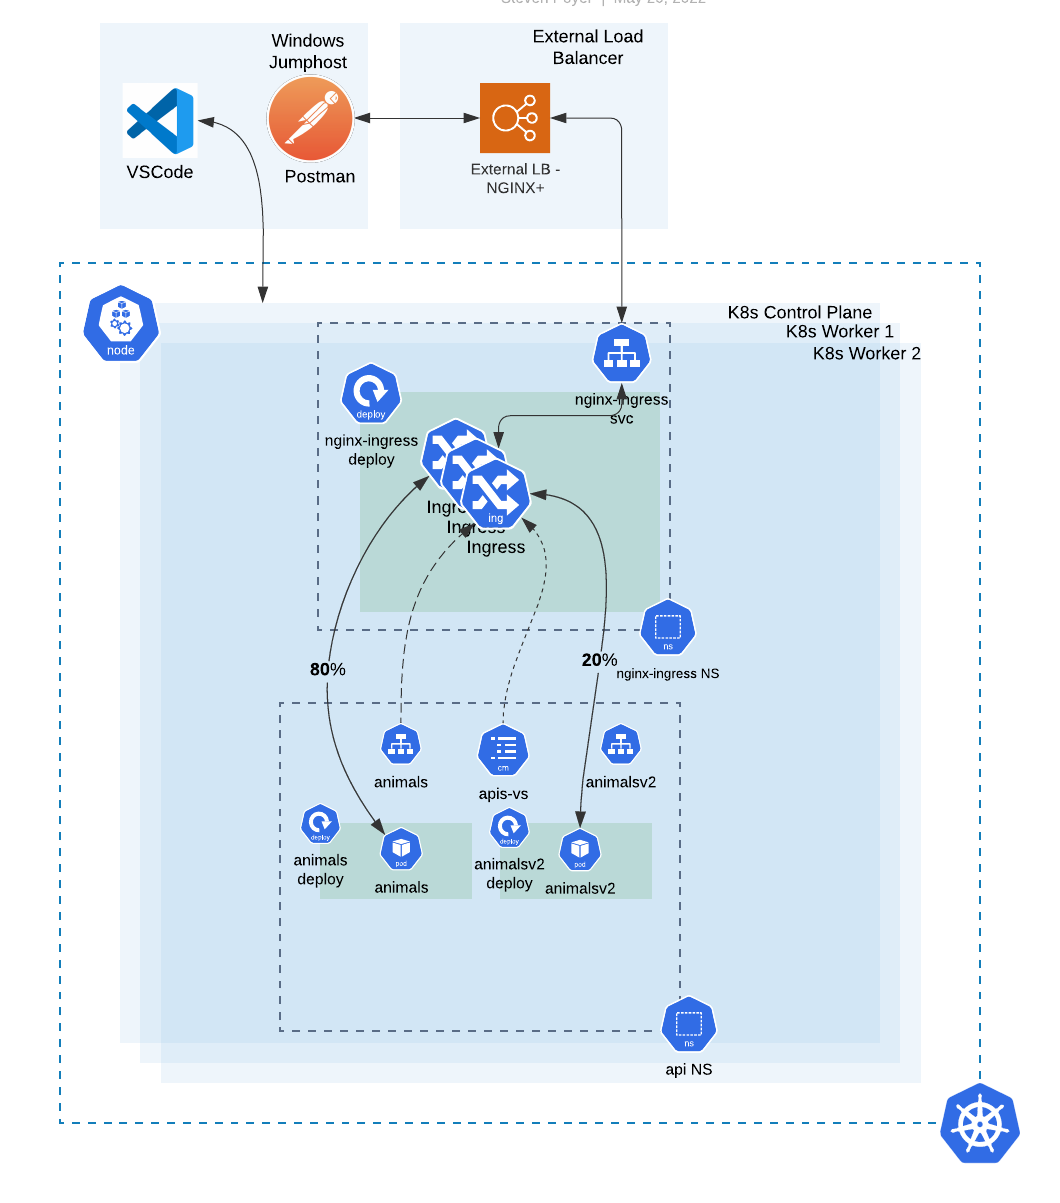 Windows
Jumphost
External Load
Balancer
VSCode
Postman
External LB -
NGINX+
node
K8s Control Plane
K8s Worker 1
K8s Worker 2
deploy
nginx-ingress
deploy
nginx-ingress
svc
ing
Ingress
Ingress
ns
nginx-ingress NS
80%
20%
animals
cm
apis-vs
animalsv2
deploy
animals
deploy
pod
animals
deploy
animalsv2
deploy
pod
animalsv2
ns
api NS